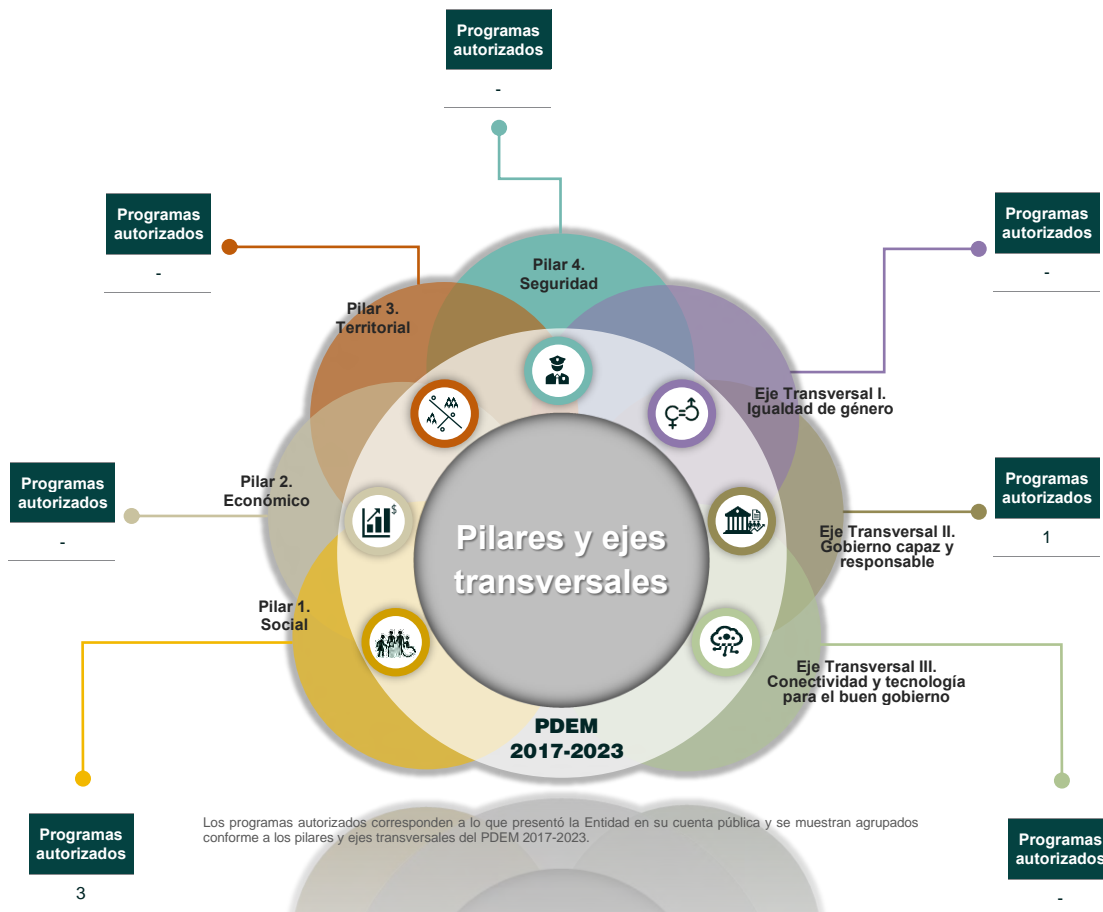 Programas
autorizados
-
Programas
autorizados
-
Programas
autorizados
-
Pilar 4.
Seguridad
Pilar 3.
Territorial
Eje Transversal I.
Igualdad de género
Programas
autorizados
-
Pilar 2.
Económico
$
Programas
autorizados
1
Eje Transversal II.
Gobierno capaz y
responsable
Pilares y ejes
transversales
Pilar 1.
Social
Eje Transversal III.
Conectividad y tecnología
para el buen gobierno
PDEM
2017-2023
Programas
autorizados
3
Los programas autorizados corresponden a lo que presentó la Entidad en su cuenta pública y se muestran agrupados
conforme a los pilares y ejes transversales del PDEM 2017-2023.
Programas
autorizados
-